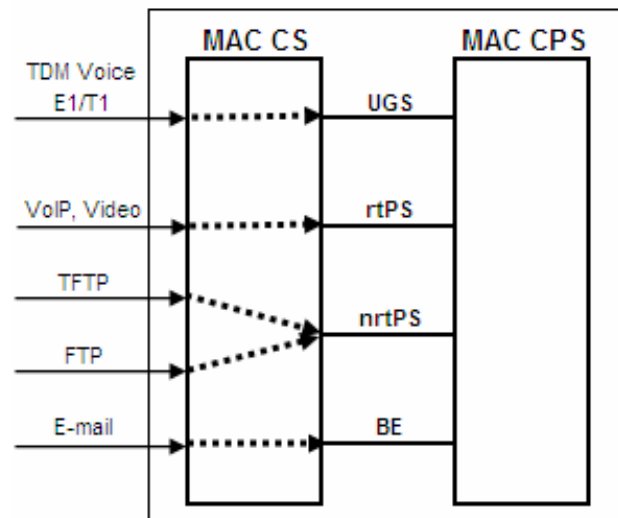 MAC CS
MAC CPS
TDM Voice
E1/T1
UGS
VoIP, Video
rtPS
TFTP
nrtPS
FTP
E-mail
BE